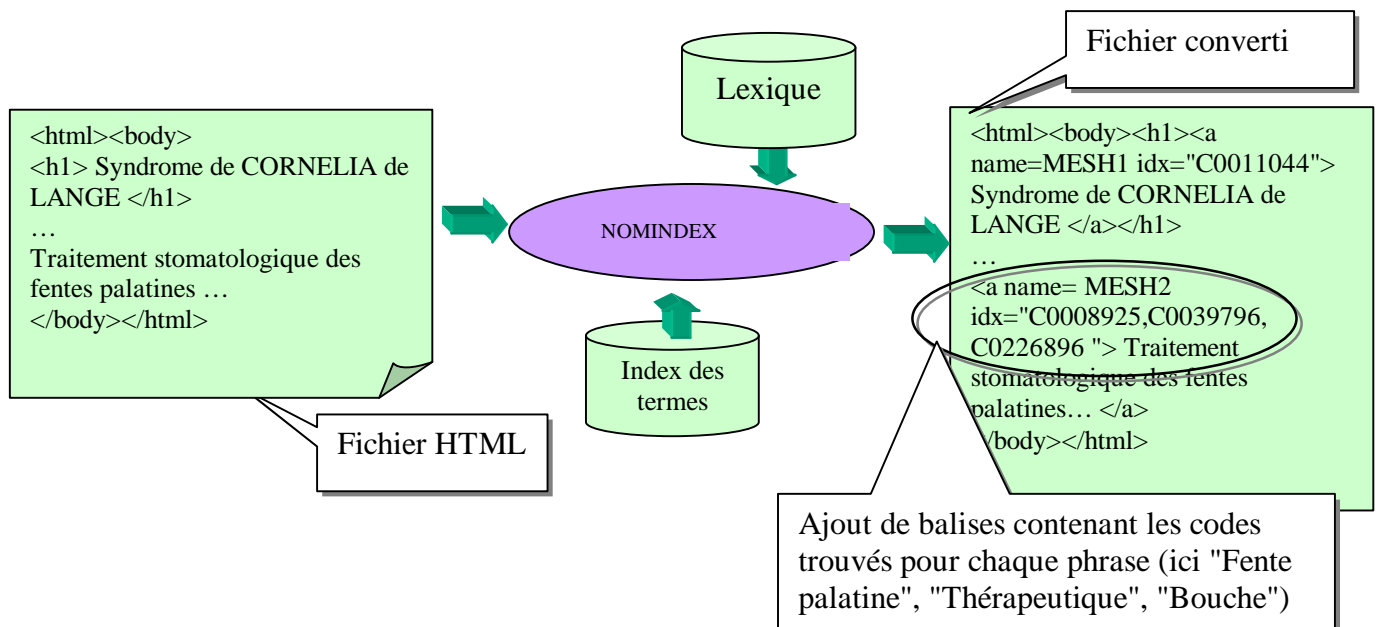 Fichier converti
Lexique
<html><body>
<h1> Syndrome de CORNELIA de
LANGE </h1>
…
Traitement stomatologique des
fentes palatines …
</body></html>
Fichier HTML
NOMINDEX
Index des
termes
<html><body><h1><a
name=MESH1 idx="C0011044">
Syndrome de CORNELIA de
LANGE </a></h1>
…
<a name= MESH2
idx="C0008925,C0039796,
C0226896 "> Traitement
stomatologique des fentes
palatines… </a>
</body></html>
Ajout de balises contenant les codes
trouvés pour chaque phrase (ici "Fente
palatine", "Thérapeutique", "Bouche")